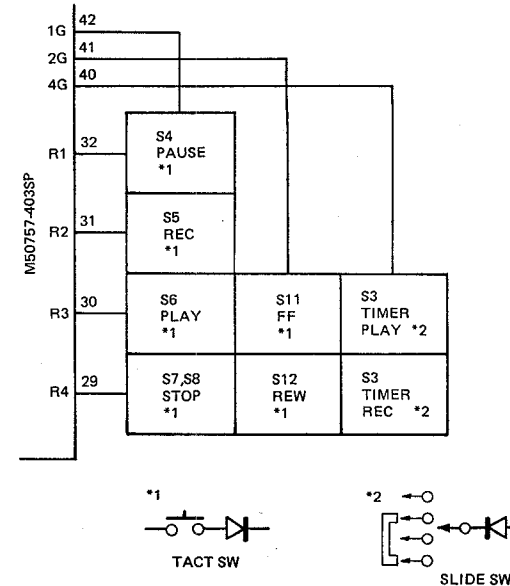 1G 42
2G 41
4G 40
M50757-403SP
R1 32
S4
PAUSE
*1
R2 31
S5
REC
*1
R3 30
S6
PLAY
*1
S11
FF
*1
S3
TIMER
PLAY *2
R4 29
S7,S8
STOP
*1
S12
REW
*1
S3
TIMER
REC *2
*1
TACT SW
*2
SLIDE SW